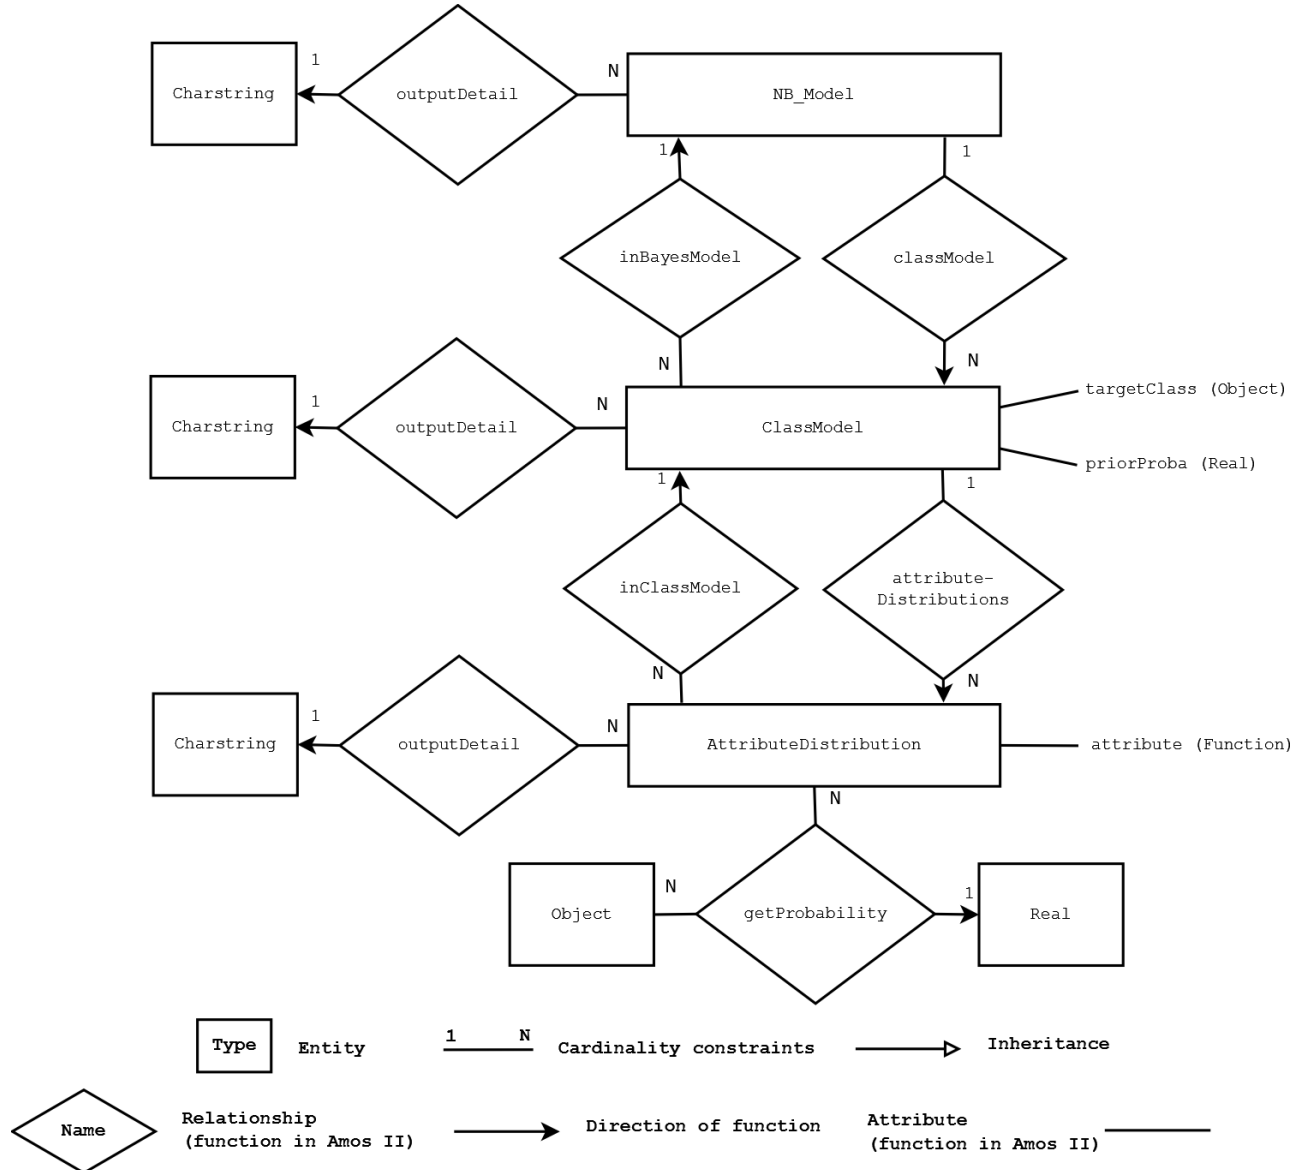 1
N
Charstring
outputDetail
NB_Model
1
1
inBayesModel
classModel
N
N
1
N
targetClass (Object)
Charstring
outputDetail
ClassModel
priorProba (Real)
1
1
inClassModel
attribute-
Distributions
N
N
1
N
Charstring
outputDetail
AttributeDistribution
attribute (Function)
N
N
1
Object
getProbability
Real
1
N
Type
Entity
Cardinality constraints
Inheritance
Name
Relationship
(function in Amos II)
Direction of function
Attribute
(function in Amos II)